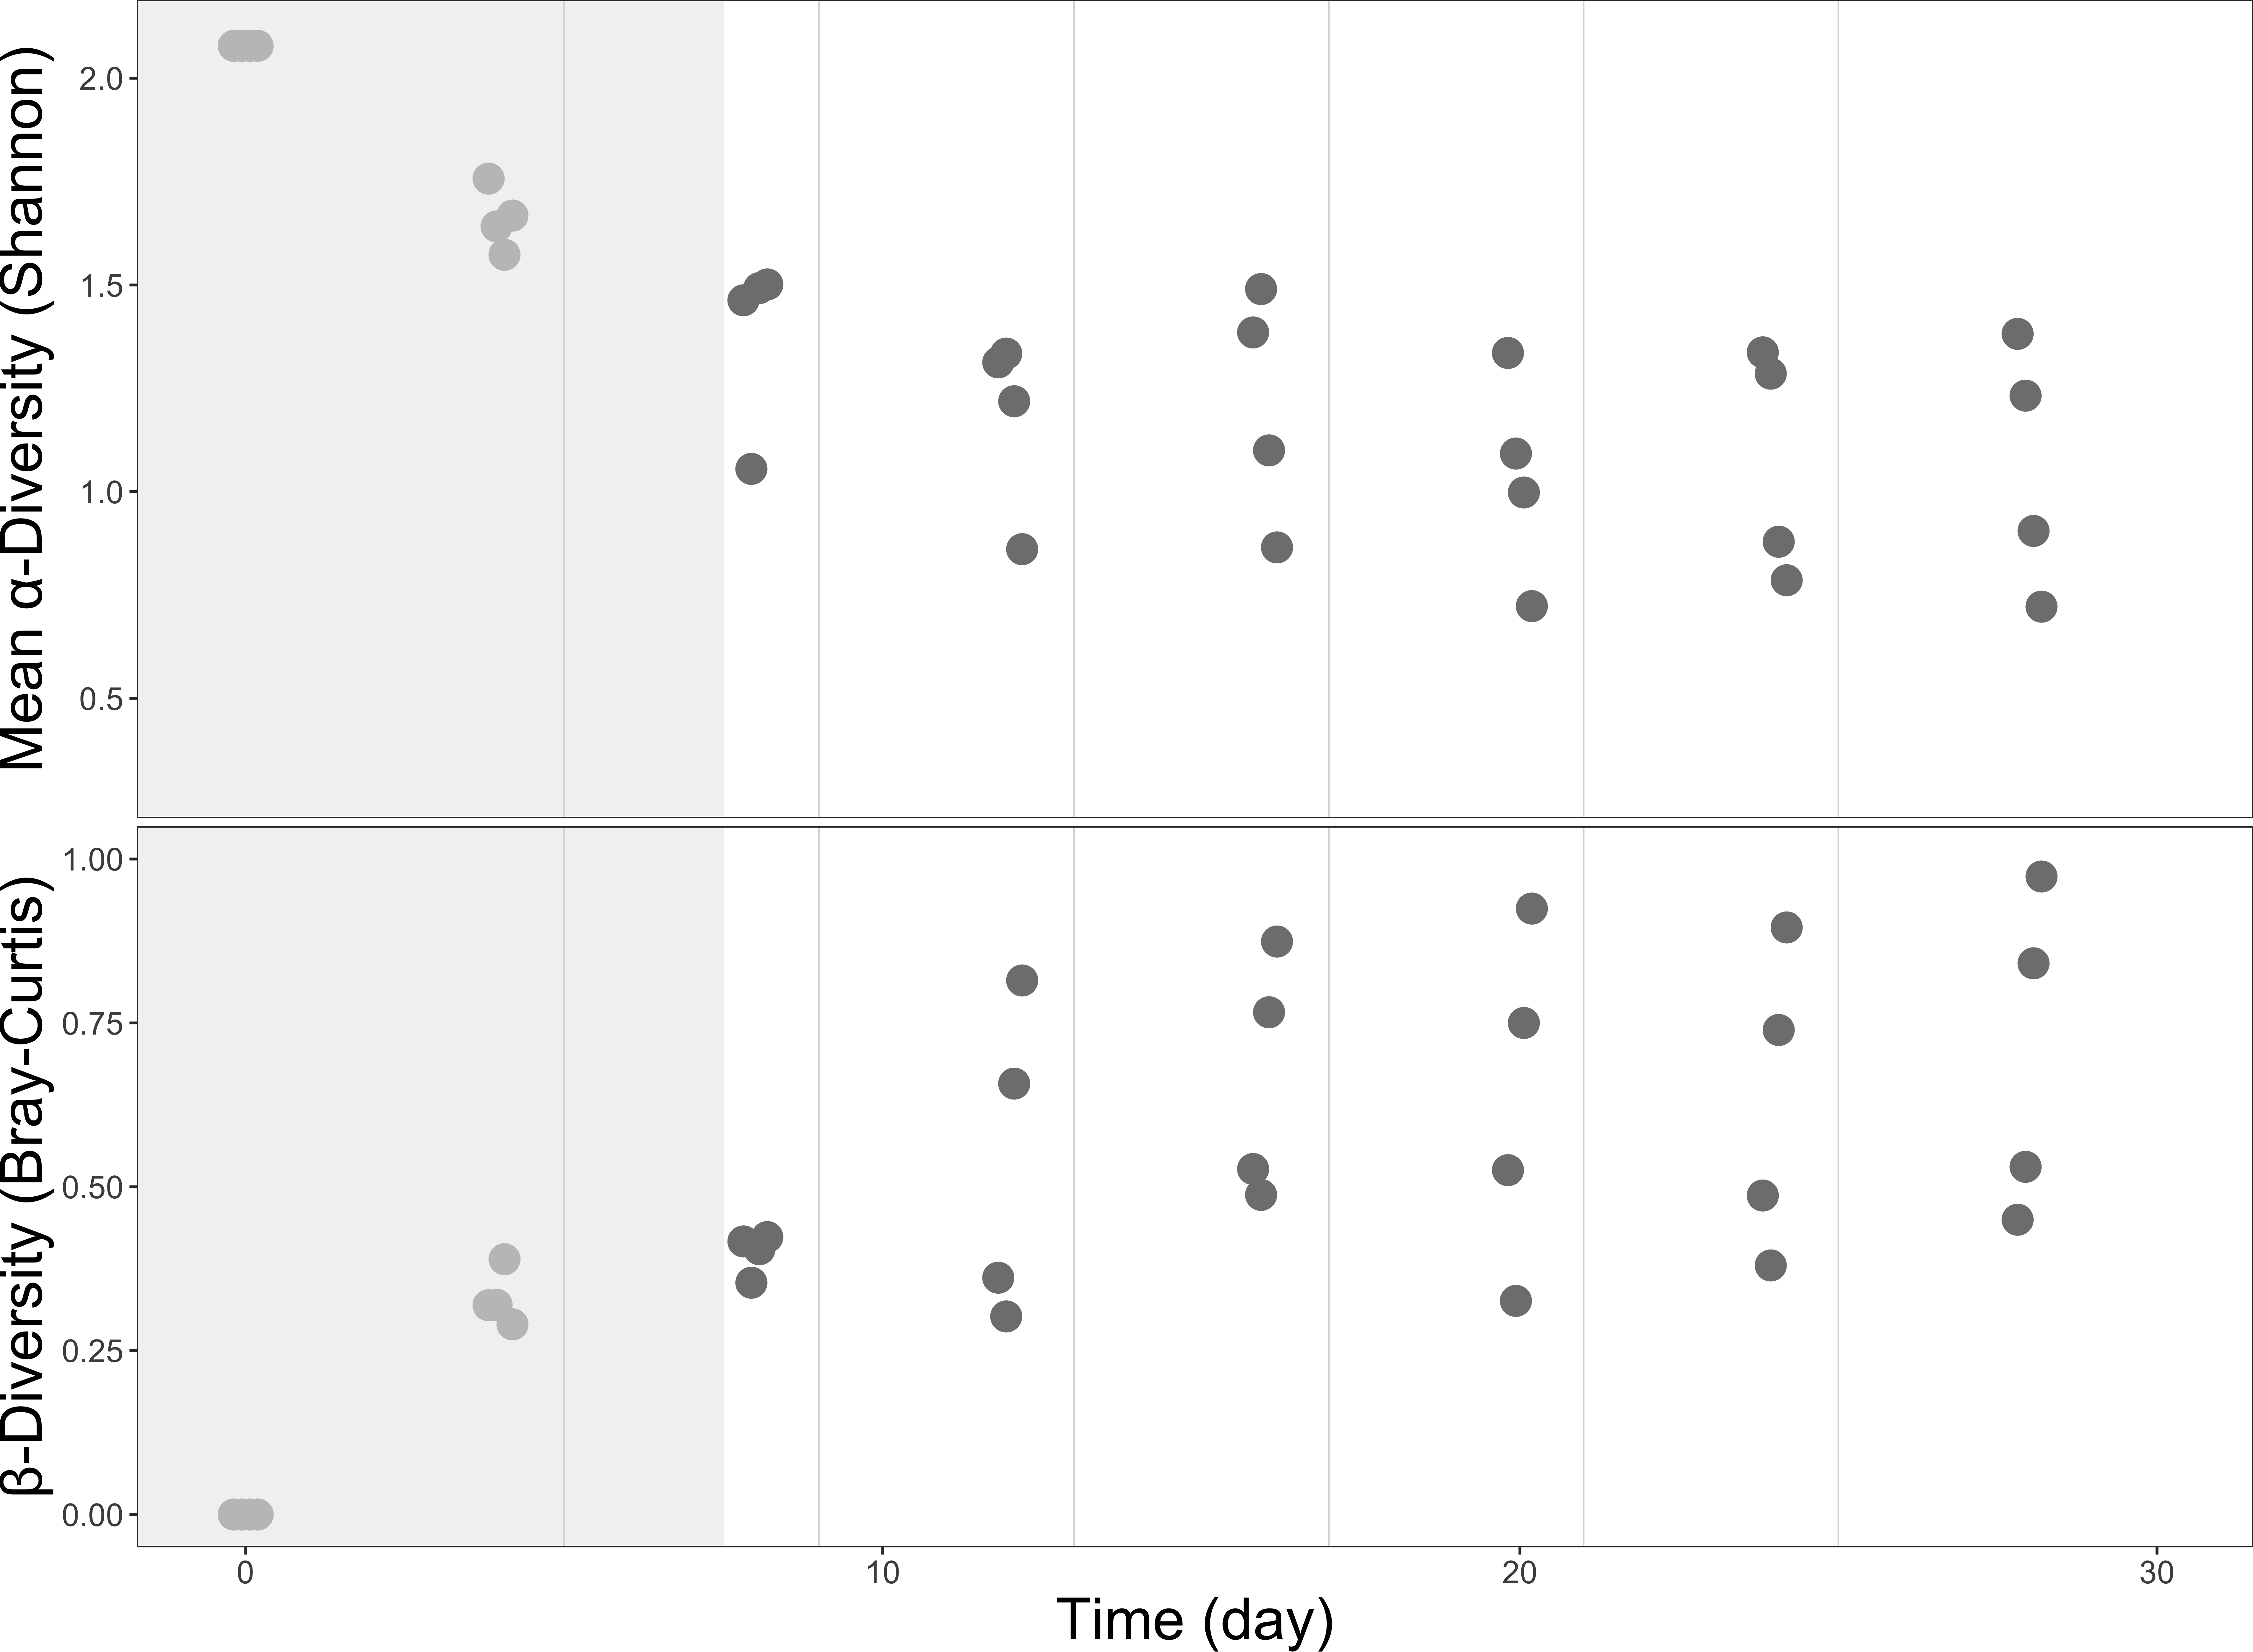 Mean α-Diversity (Shannon)
2.0
1.5
1.0
0.5
β-Diversity (Bray-Curtis)
1.00
0.75
0.50
0.25
0.00
0 10 20 30
Time (day)